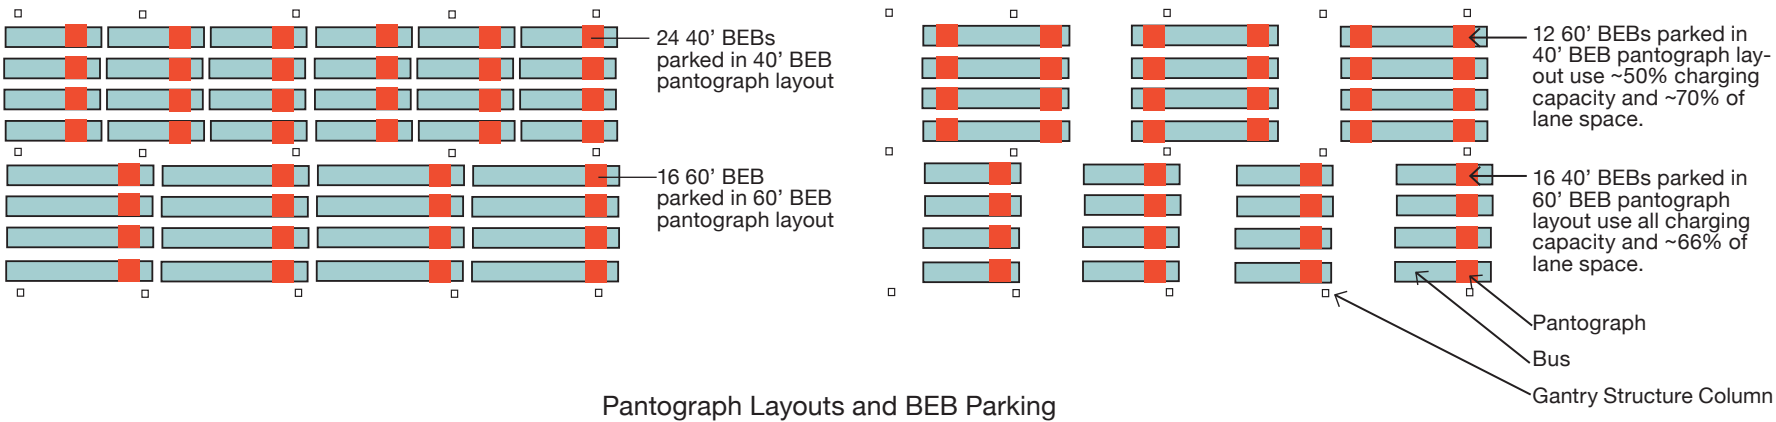 24 40’ BEBs
parked in 40’ BEB
pantograph layout
16 60’ BEB
parked in 60’ BEB
pantograph layout
12 60’ BEBs parked in
40’ BEB pantograph lay-
out use ~50% charging
capacity and ~70% of
lane space.
16 40’ BEBs parked in
60’ BEB pantograph
layout use all charging
capacity and ~66% of
lane space.
Pantograph
Bus
Gantry Structure Column
Pantograph Layouts and BEB Parking